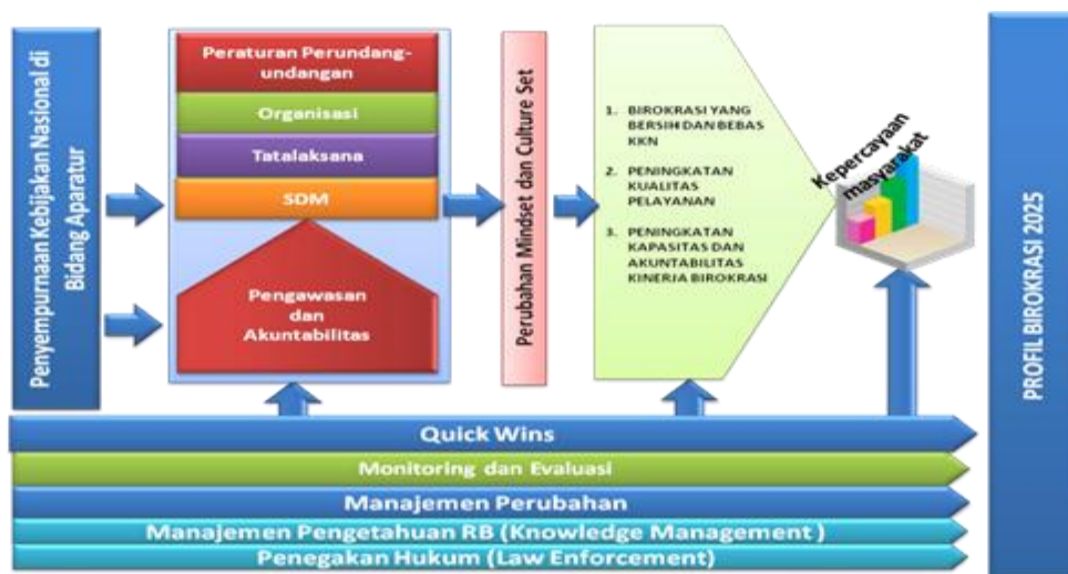 Penyempurnaan Kebijakan Nasional di
Bidang Aparatur
Peraturan Perundang-
undangan
Organisasi
Tatalaksana
SDM
Pengawasan
dan
Akuntabilitas
Perubahan Mindset dan Culture Set
1. BIROKRASI YANG
BERSIH DAN BEBAS
KKN
2. PENINGKATAN
KUALITAS
PELAYANAN
3. PENINGKATAN
KAPASITAS DAN
AKUNTABILITAS
KINERJA BIROKRASI
Kepercayaan
masyarakat
PROFIL BIROKRASI 2025
Quick Wins
Monitoring dan Evaluasi
Manajemen Perubahan
Manajemen Pengetahuan RB (Knowledge Management )
Penegakan Hukum (Law Enforcement)